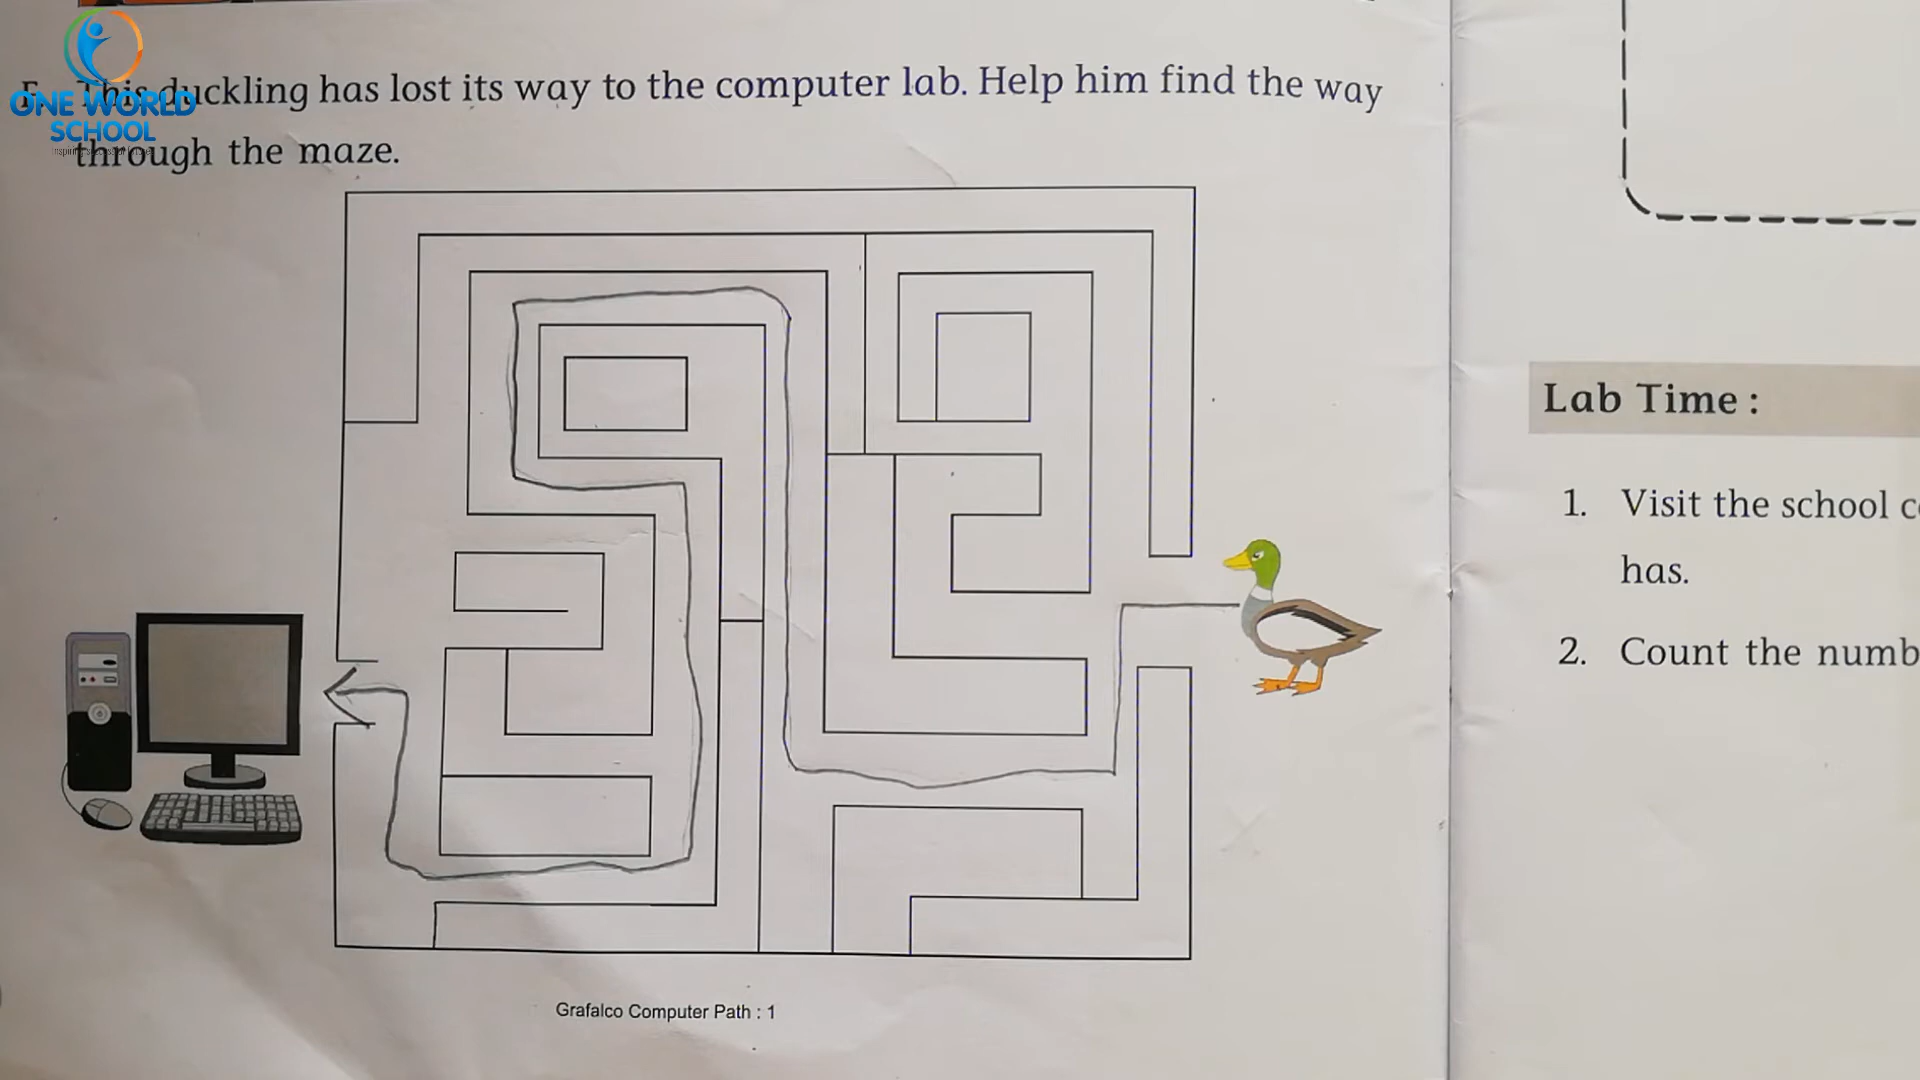 ONE WORLD
SCHOOL
F. This duckling has lost its way to the computer lab. Help him find the way
through the maze.
Lab Time :
1. Visit the school c
has.
2. Count the numb
Grafalco Computer Path : 1